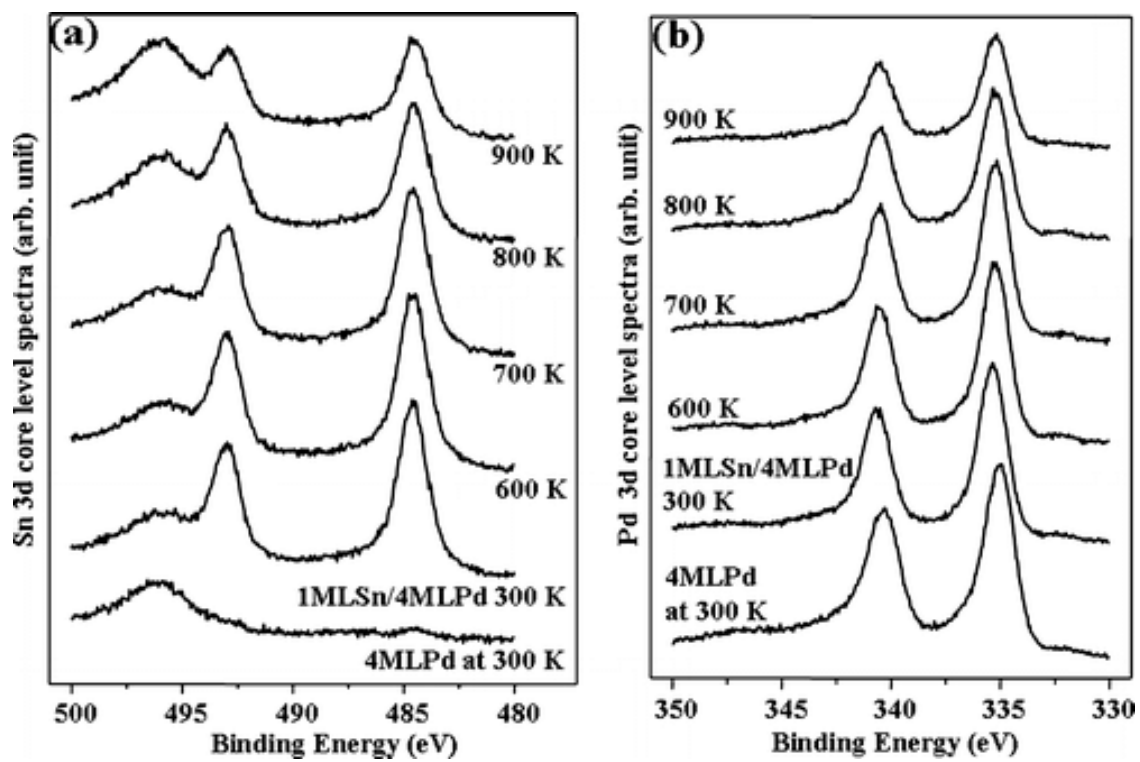 (a)
Sn 3d core level spectra (arb. unit)
900 K
800 K
700 K
600 K
1MLSn/4MLPd 300 K
4MLPd at 300 K
500 495 490 485 480
Binding Energy (eV)
(b)
Pd 3d core level spectra (arb. unit)
900 K
800 K
700 K
600 K
1MLSn/4MLPd
300 K
4MLPd
at 300 K
350 345 340 335 330
Binding Energy (eV)